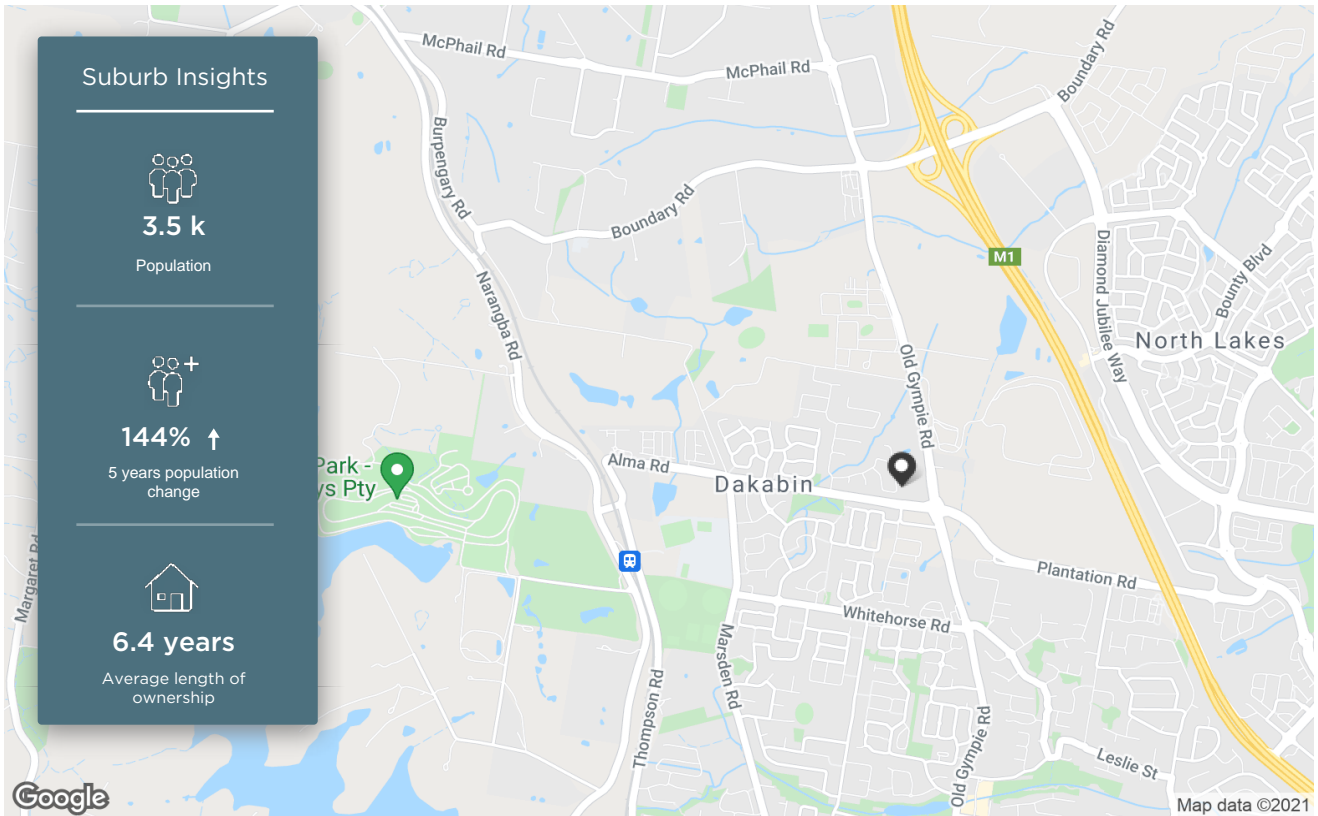 Suburb Insights
3.5 k
Population
144%
5 years population
change
6.4 years
Average length of
ownership
McPhail Rd
McPhail Rd
Boundary Rd
Burpengary Rd
Boundary Rd
M1
Diamond Jubilee Way
Bounty Blvd
Narangba Rd
North Lakes
Old Gympie Rd
Park -
ys Pty
Alma Rd
Dakabin
Margaret Rd
Plantation Rd
Whitehorse Rd
Marsden Rd
Thompson Rd
Old Gympie Rd
Leslie St
Google
Map data ©2021